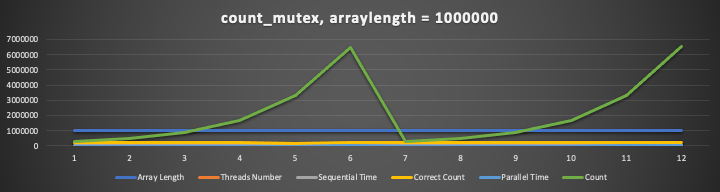 count_mutex, arraylength = 1000000
7000000
6000000
5000000
4000000
3000000
2000000
1000000
0
1 2 3 4 5 6 7 8 9 10 11 12
Array Length Threads Number Sequential Time Correct Count Parallel Time Count